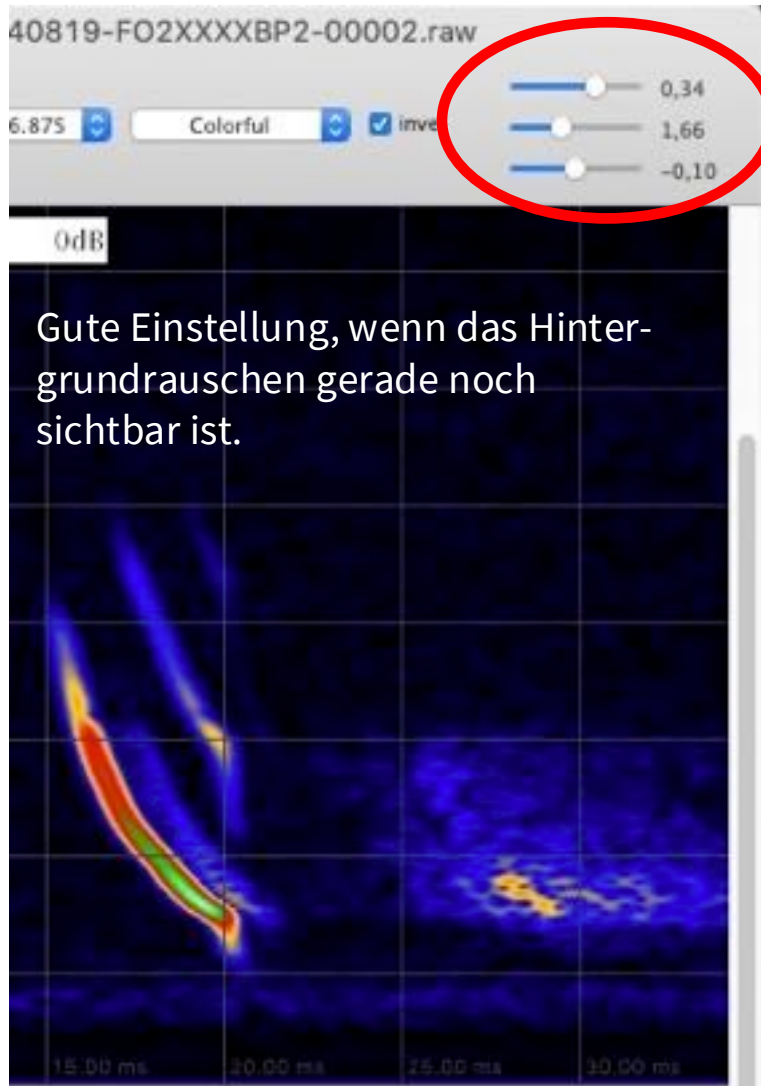 40819-FO2XXXXBP2-00002.raw
0,34
6.875 Colorful inve 1,66
-0,10
0dB
Gute Einstellung, wenn das Hinter-
grundrauschen gerade noch
sichtbar ist.
15.00 ms 20.00 ms 25.00 ms 30.00 ms